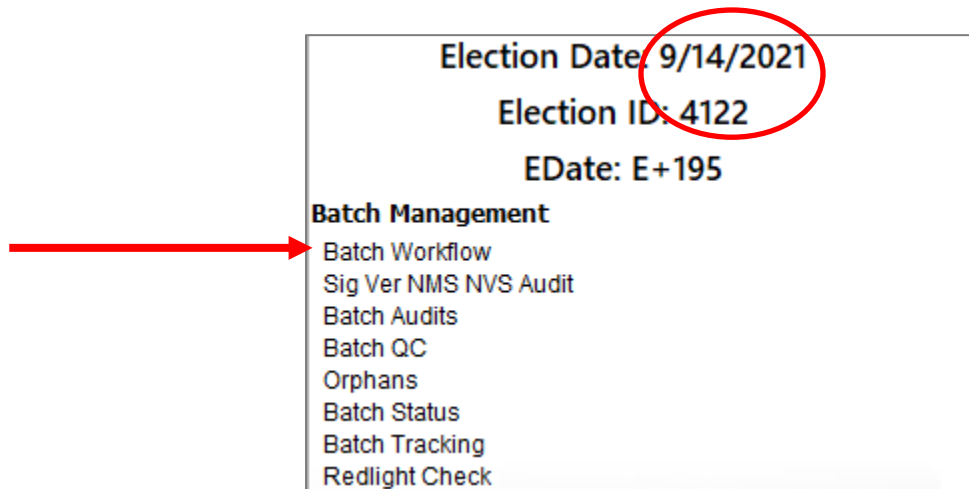 Election Date: 9/14/2021
Election ID: 4122
EDate: E+195
Batch Management
Batch Workflow
Sig Ver NMS NVS Audit
Batch Audits
Batch QC
Orphans
Batch Status
Batch Tracking
Redlight Check